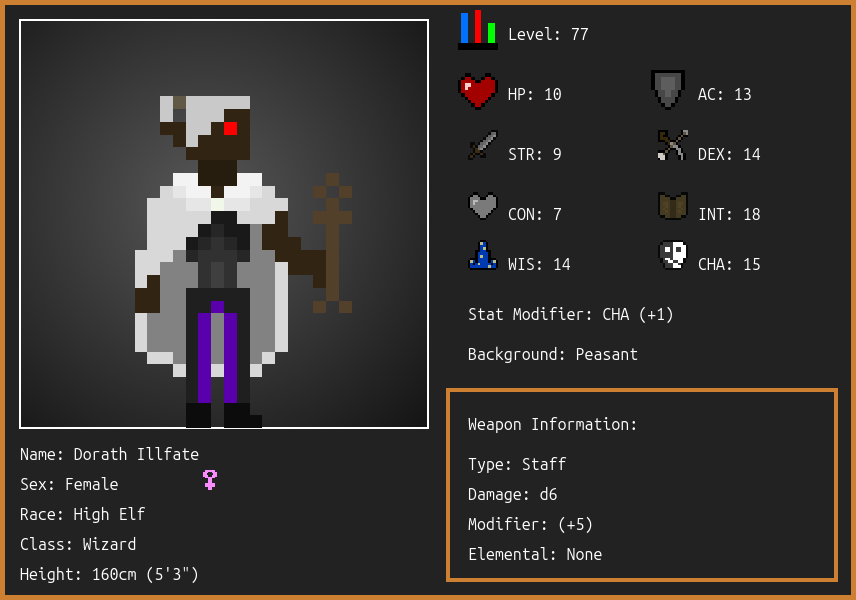 Level: 77
HP: 10
AC: 13
STR: 9
DEX: 14
CON: 7
INT: 18
WIS: 14
CHA: 15
Stat Modifier: CHA (+1)
Background: Peasant
Weapon Information:
Type: Staff
Damage: d6
Modifier: (+5)
Elemental: None
Name: Dorath Illfate
Sex: Female
Race: High Elf
Class: Wizard
Height: 160cm (5'3")